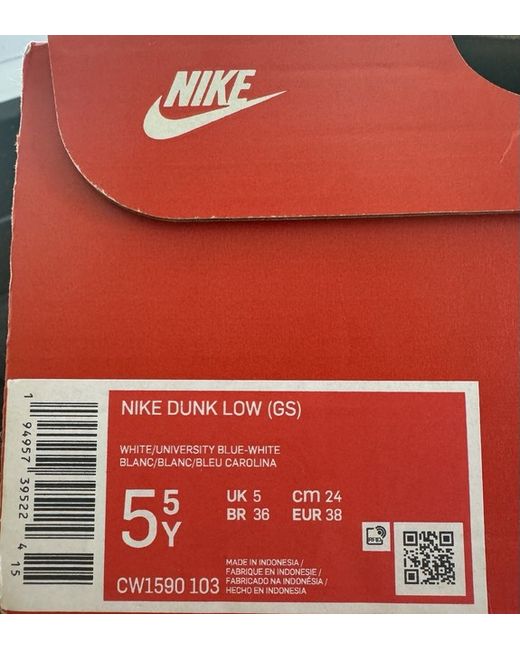 NIKE
NIKE DUNK LOW (GS)
WHITE/UNIVERSITY BLUE-WHITE
BLANC/BLANC/BLEU CAROLINA
5 5 Y
UK 5 cm 24
BR 36 EUR 38
RFID
MADE IN INDONESIA/
FABRIQUE EN INDONESIE/
FABRICADO NA INDONÉSIA/
HECHO EN INDONESIA
CW1590 103
1 94957 39522 4 15